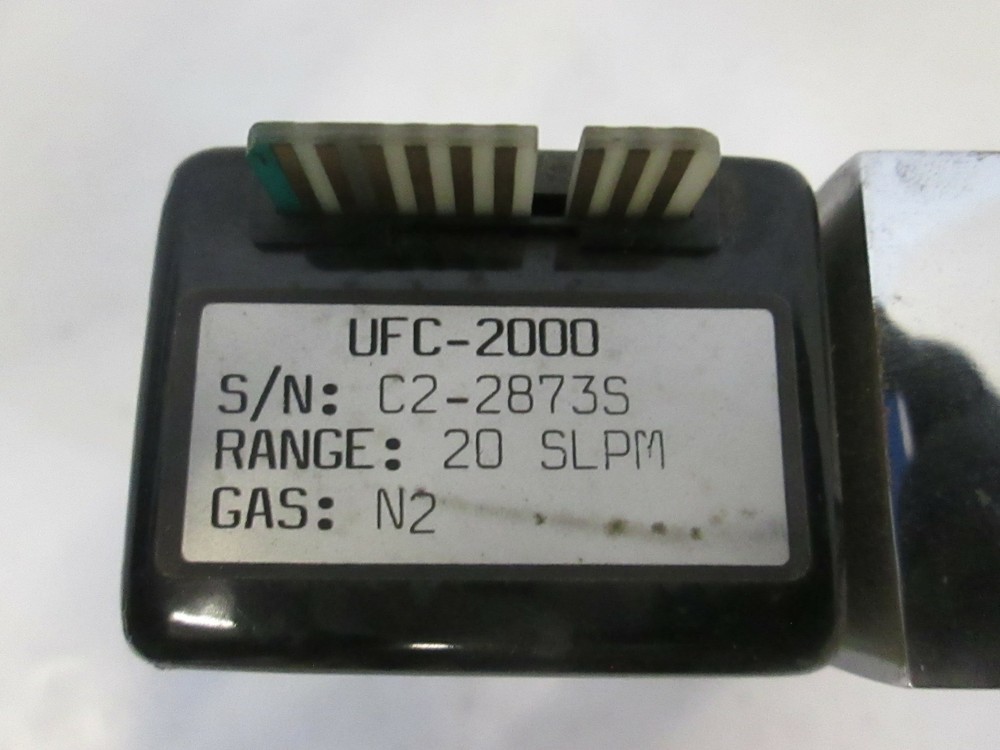 UFC-2000
S/N: C2-2873S
RANGE: 20 SLPM
GAS: N2